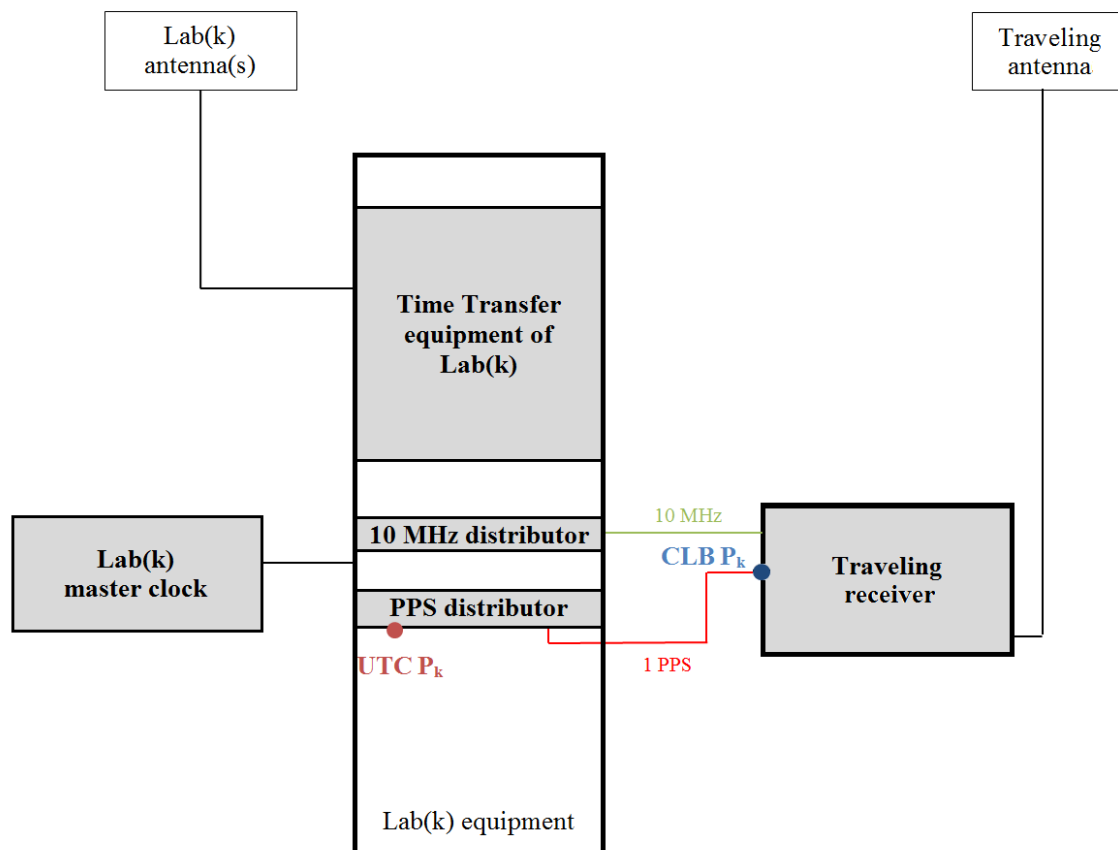 Lab(k)
antenna(s)
Traveling
antenna
Time Transfer
equipment of
Lab(k)
10 MHz
10 MHz distributor
CLB Pk
Lab(k)
master clock
Traveling
receiver
PPS distributor
UTC Pk
1 PPS
Lab(k) equipment